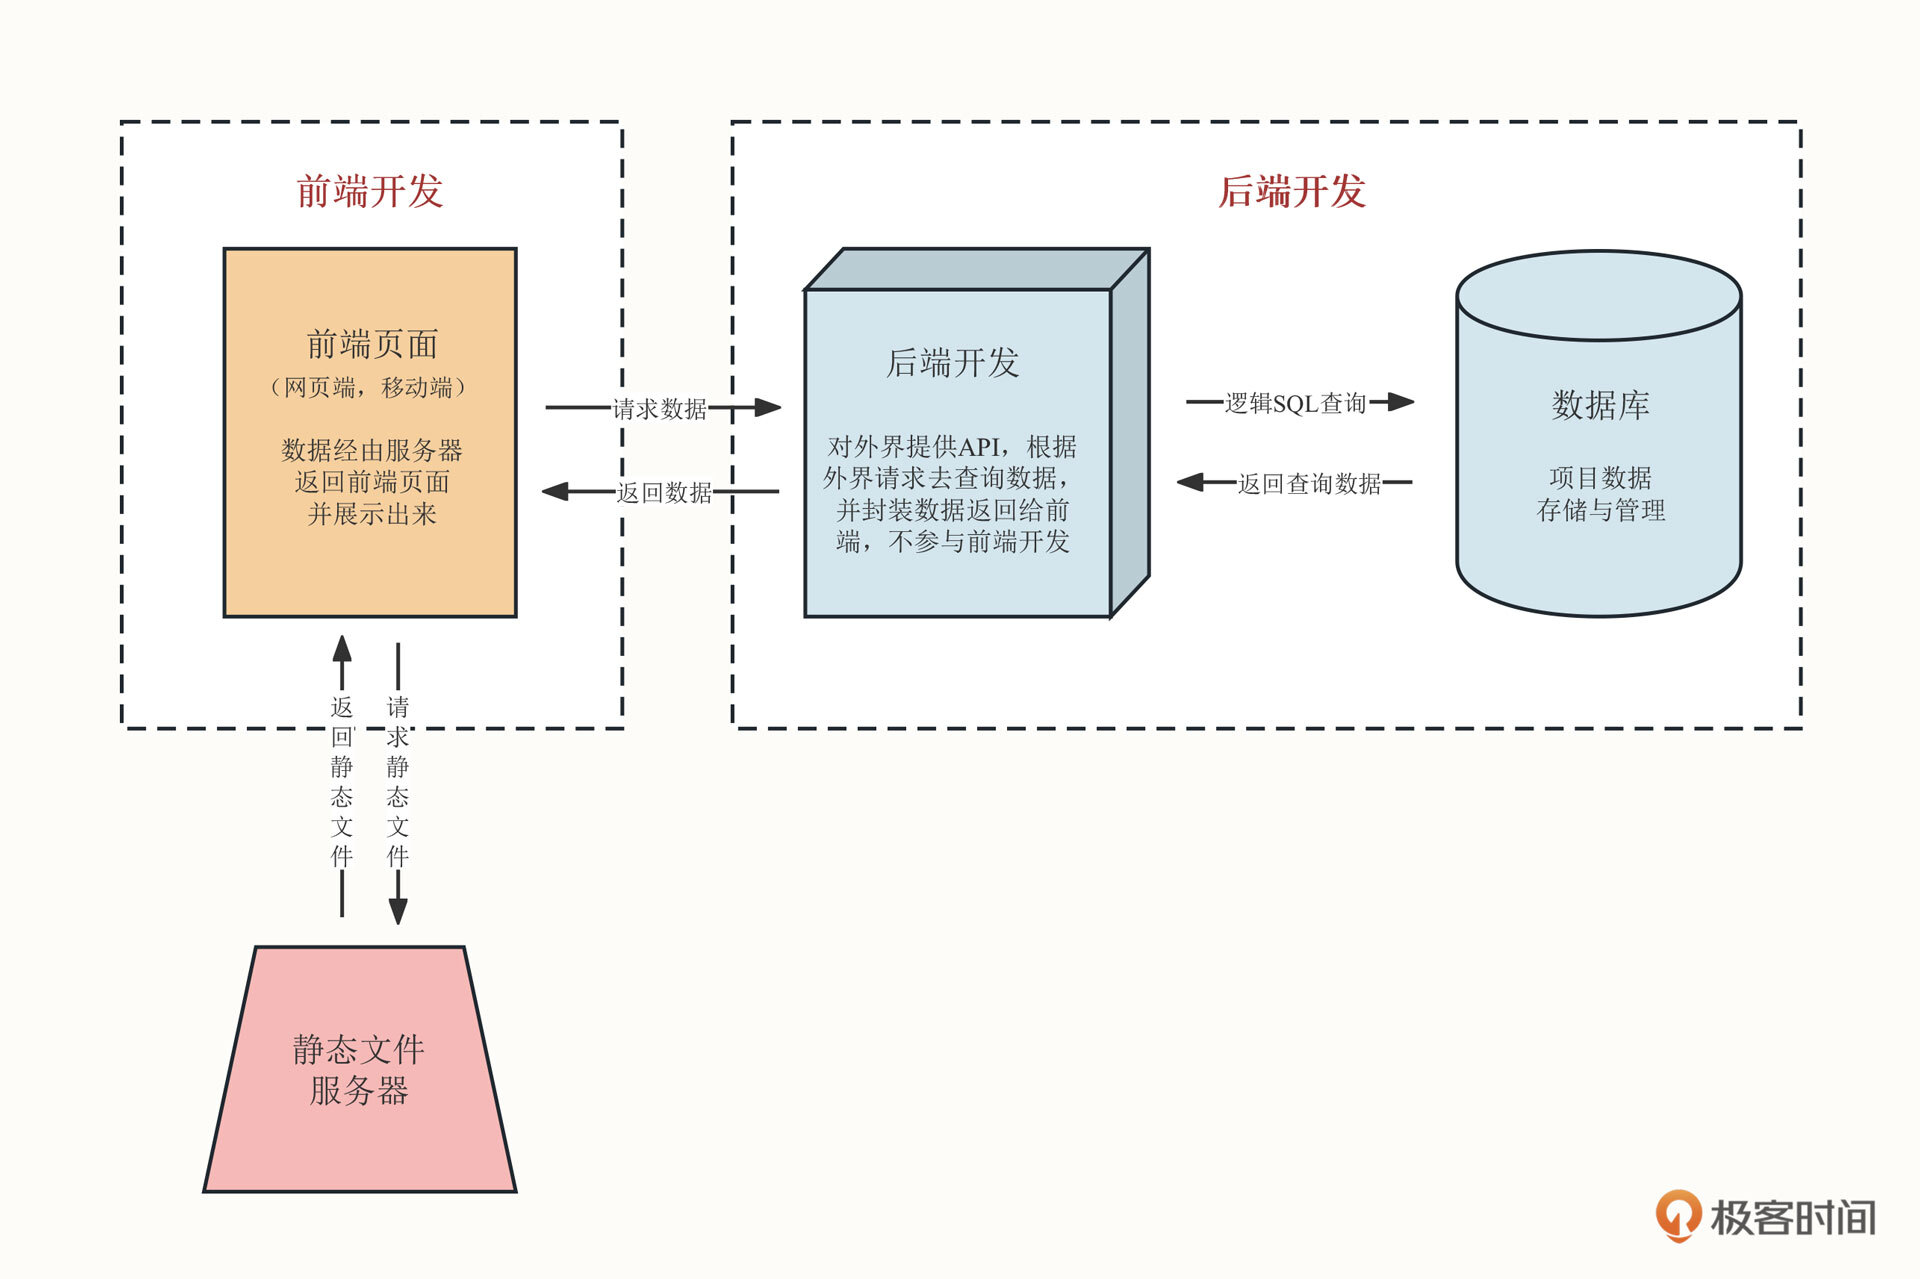 前端开发
前端页面
（网页端，移动端）
数据经由服务器
返回前端页面
并展示出来
请求数据
返回数据
后端开发
后端开发
对外界提供API，根据
外界请求去查询数据，
并封装数据返回给前
端，不参与前端开发
逻辑SQL查询
返回查询数据
数据库
项目数据
存储与管理
返回静态文件
请求静态文件
静态文件
服务器
极客时间